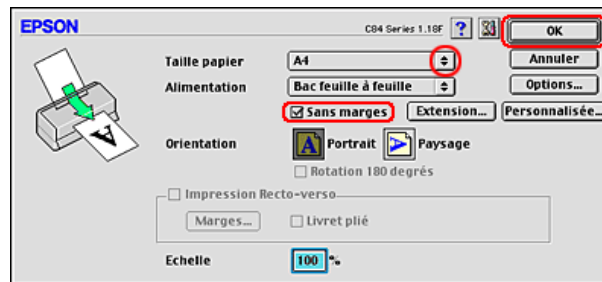 EPSON C84 Series 1.18F ? OK
Taille papier A4 Annuler
Alimentation Bac feuille à feuille Options...
Sans marges Extension... Personnalisée...
Orientation A Portrait A Paysage
Rotation 180 degrés
Impression Recto-verso
Marges... Livret plié
Echelle 100 %